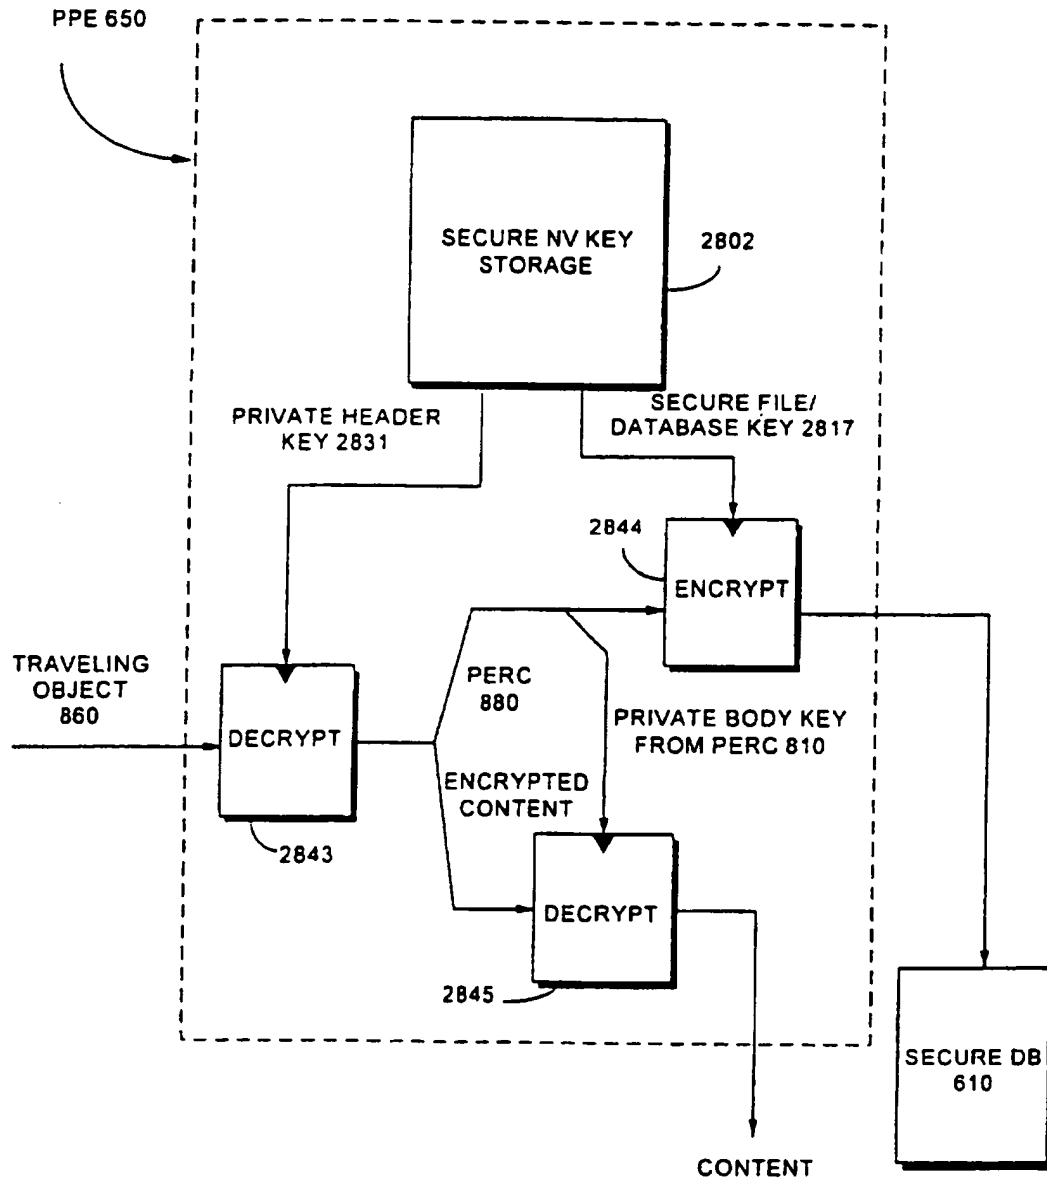 PPE 650
SECURE NV KEY
STORAGE
2802
PRIVATE HEADER
KEY 2831
SECURE FILE/
DATABASE KEY 2817
2844
ENCRYPT
TRAVELING
OBJECT
860
DECRYPT
PERC
880
PRIVATE BODY KEY
FROM PERC 810
ENCRYPTED
CONTENT
2843
DECRYPT
2845
SECURE DB
610
CONTENT